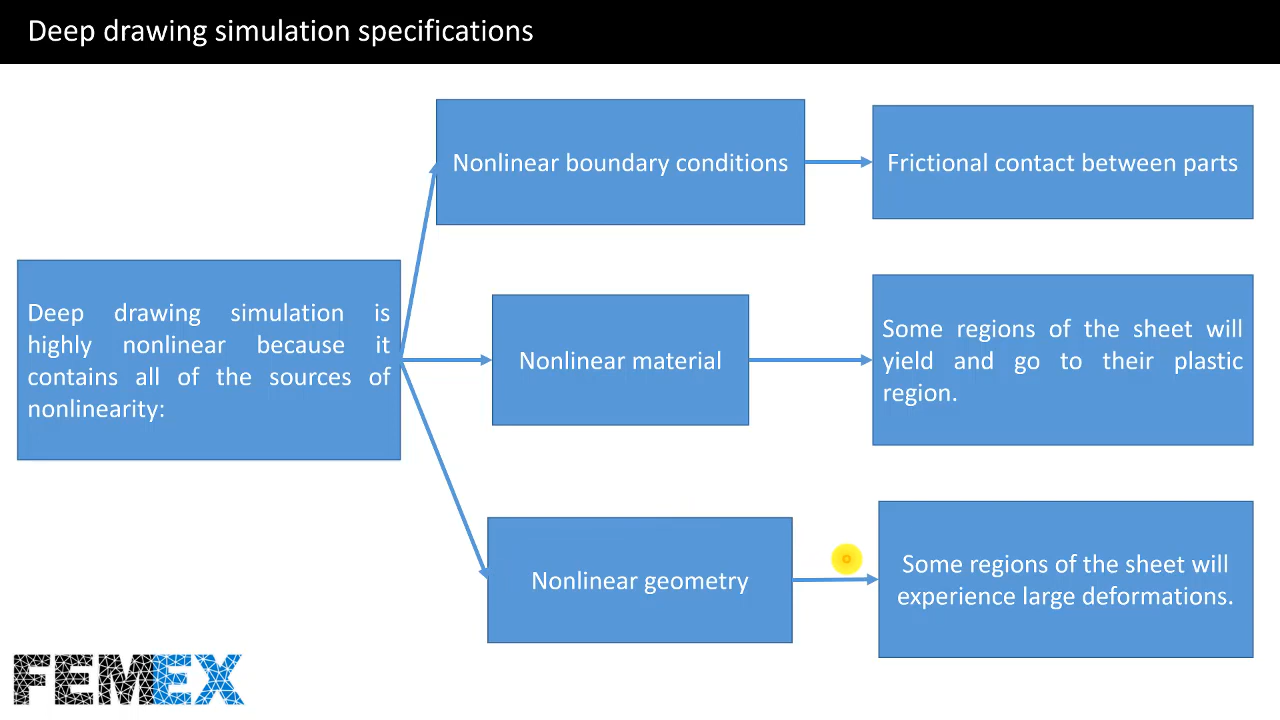 Deep drawing simulation specifications
Nonlinear boundary conditions
Frictional contact between parts
Deep drawing simulation is
highly nonlinear because it
contains all of the sources of
nonlinearity:
Nonlinear material
Some regions of the sheet will
yield and go to their plastic
region.
Nonlinear geometry
Some regions of the sheet will
experience large deformations.
FEMEX